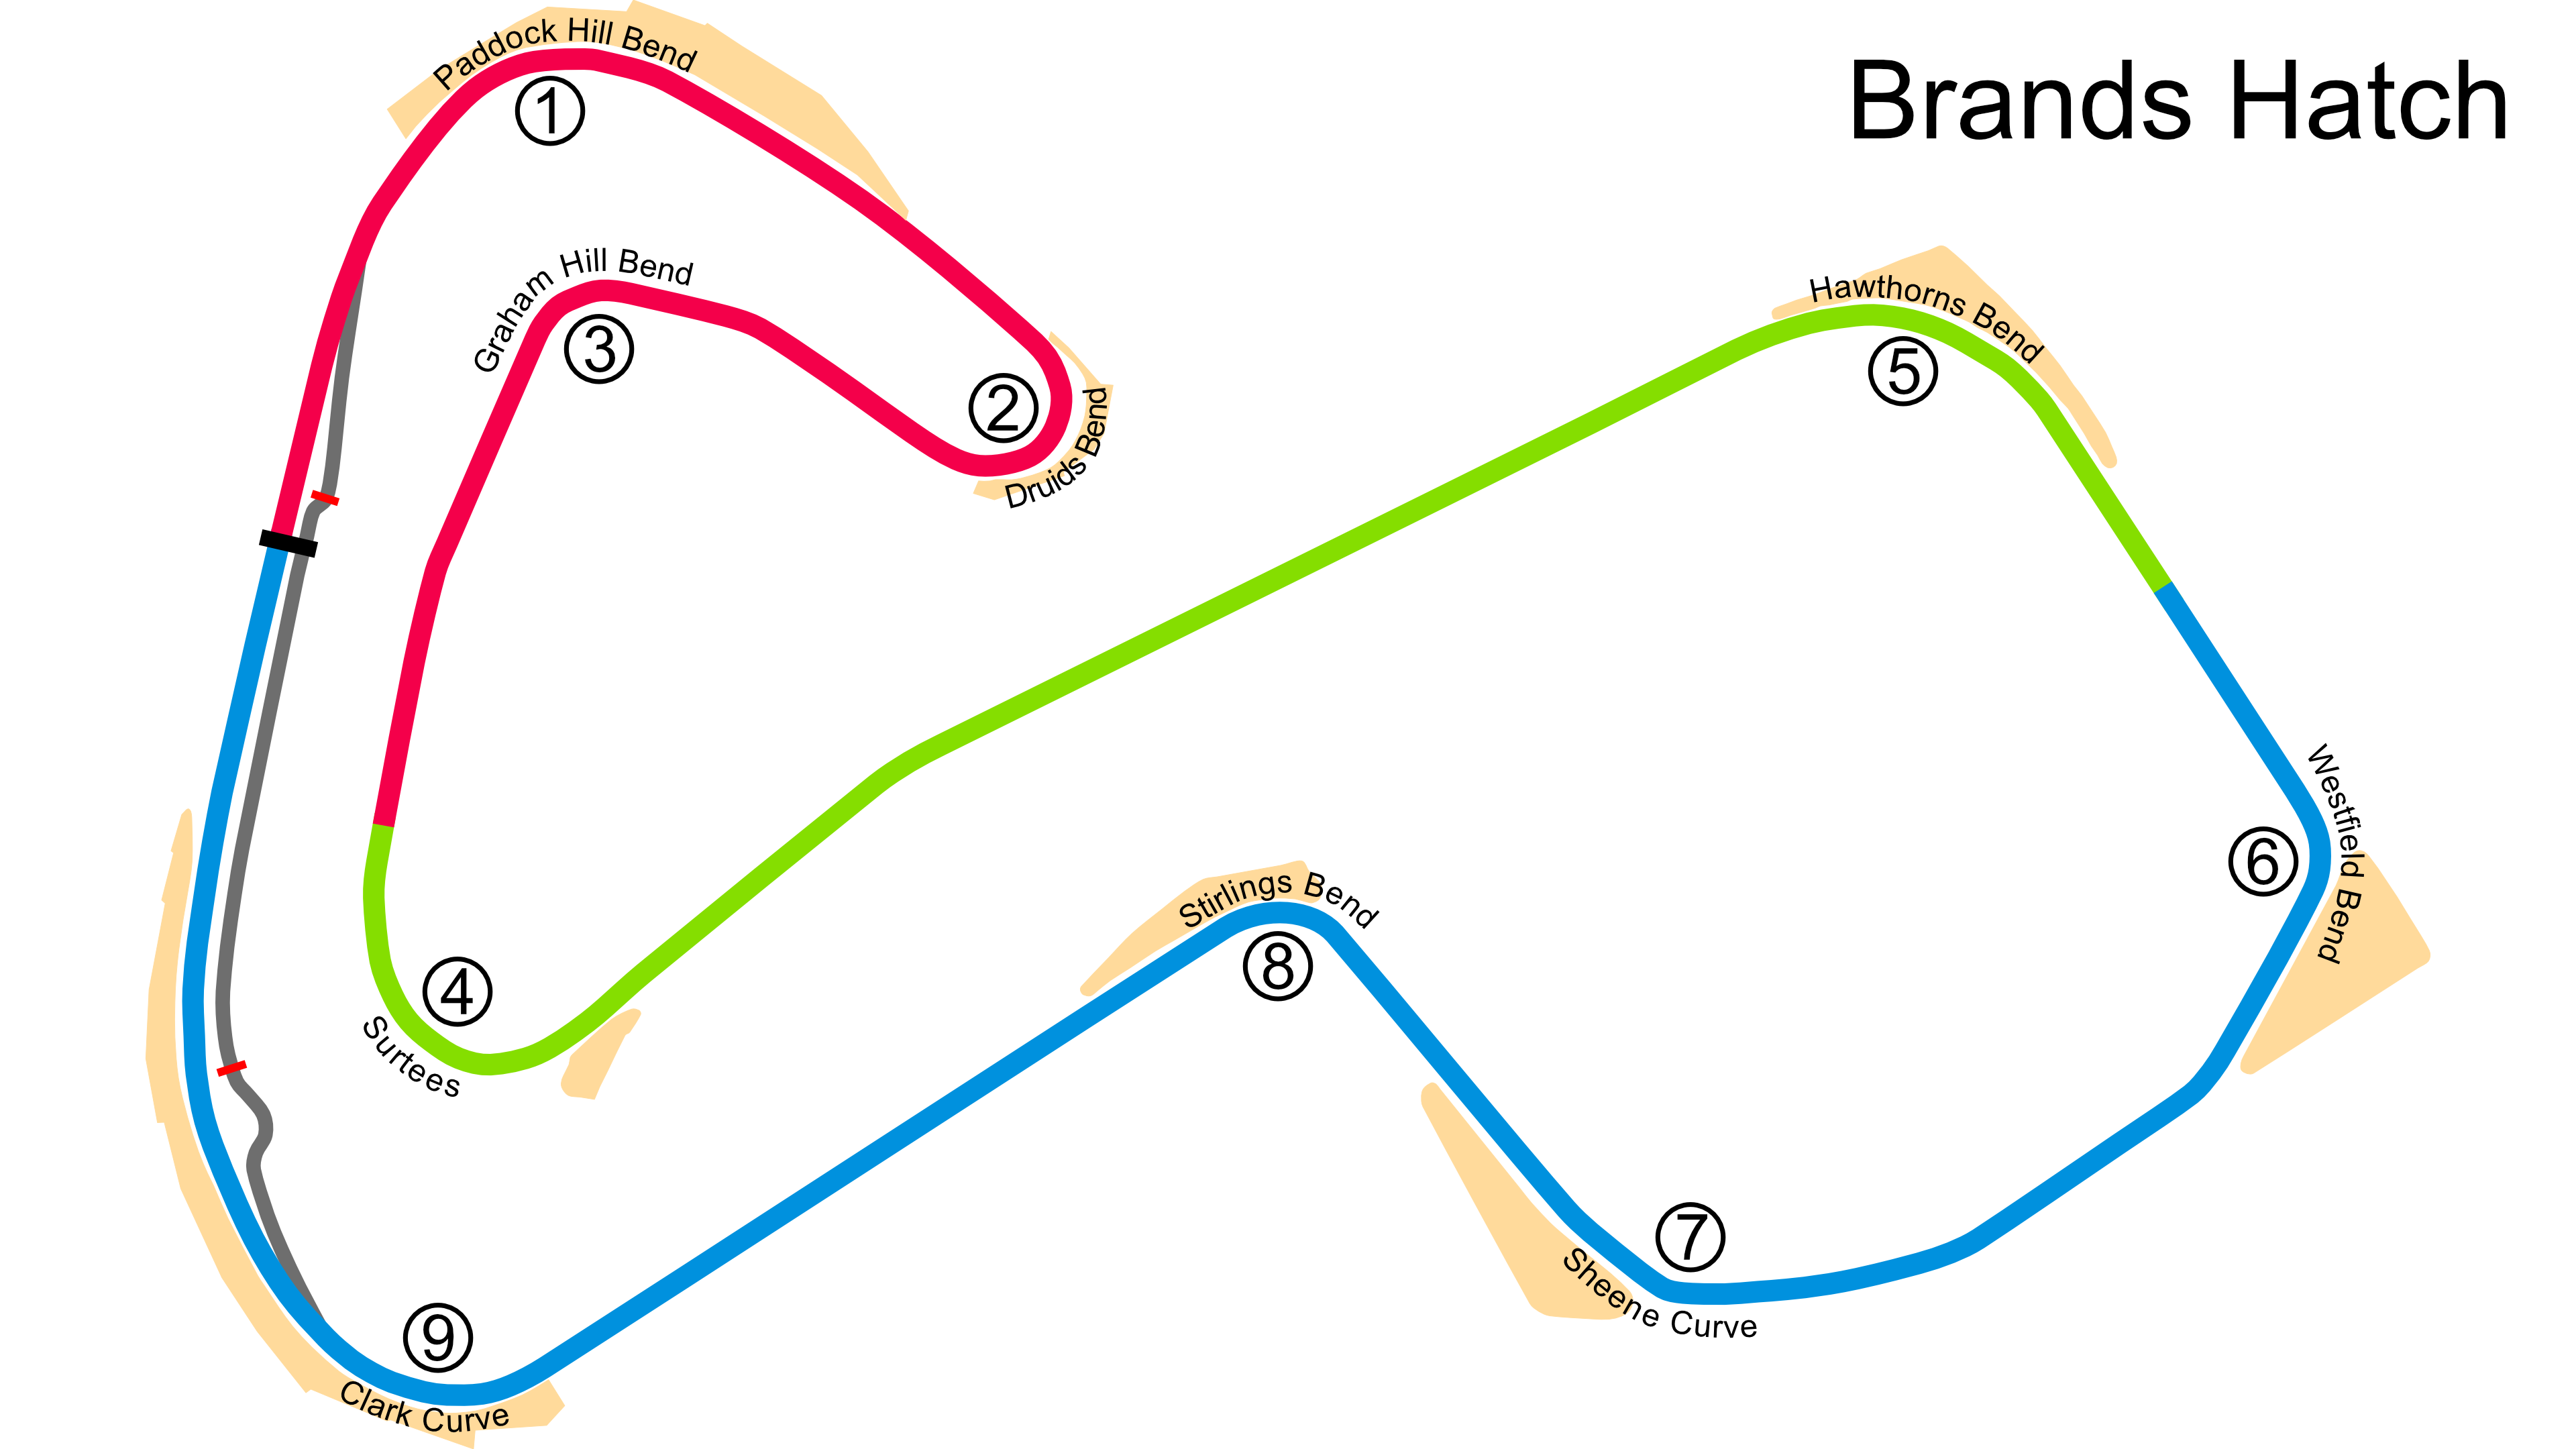 Brands Hatch
Paddock Hill Bend
1
Druids Bend
2
Graham Hill Bend
3
Surtees
4
Hawthorns Bend
5
Westfield Bend
6
Sheene Curve
7
Stirlings Bend
8
Clark Curve
9